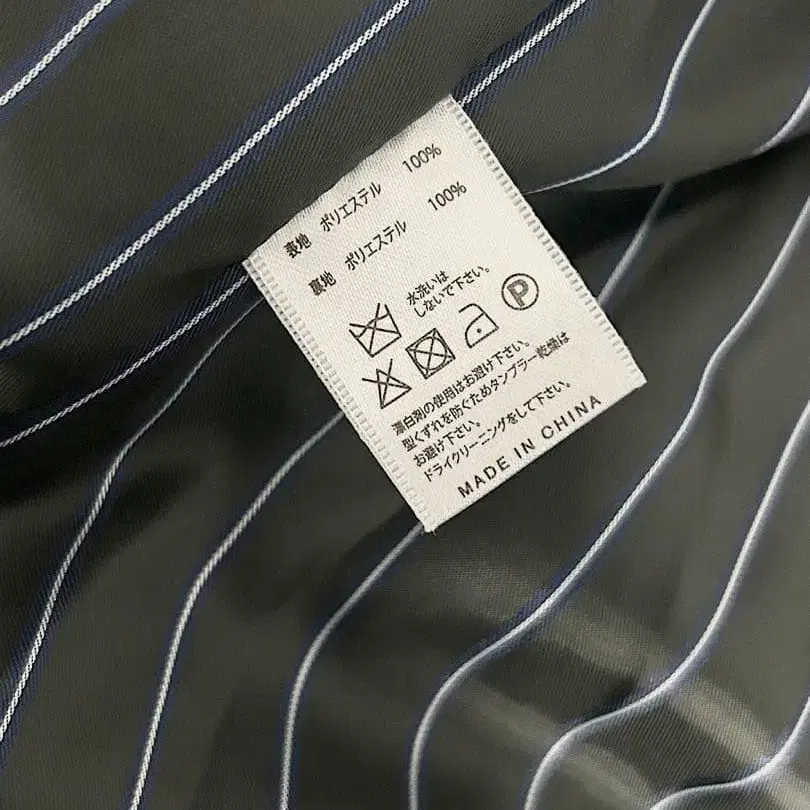 表地 ポリエステル 100%
裏地 ポリエステル 100%
水洗いは
しないで下さい。
P
漂白剤の使用はお避け下さい。
型くずれを防ぐためタンブラー乾燥は
お避け下さい。
ドライクリーニングをして下さい。
MADE IN CHINA